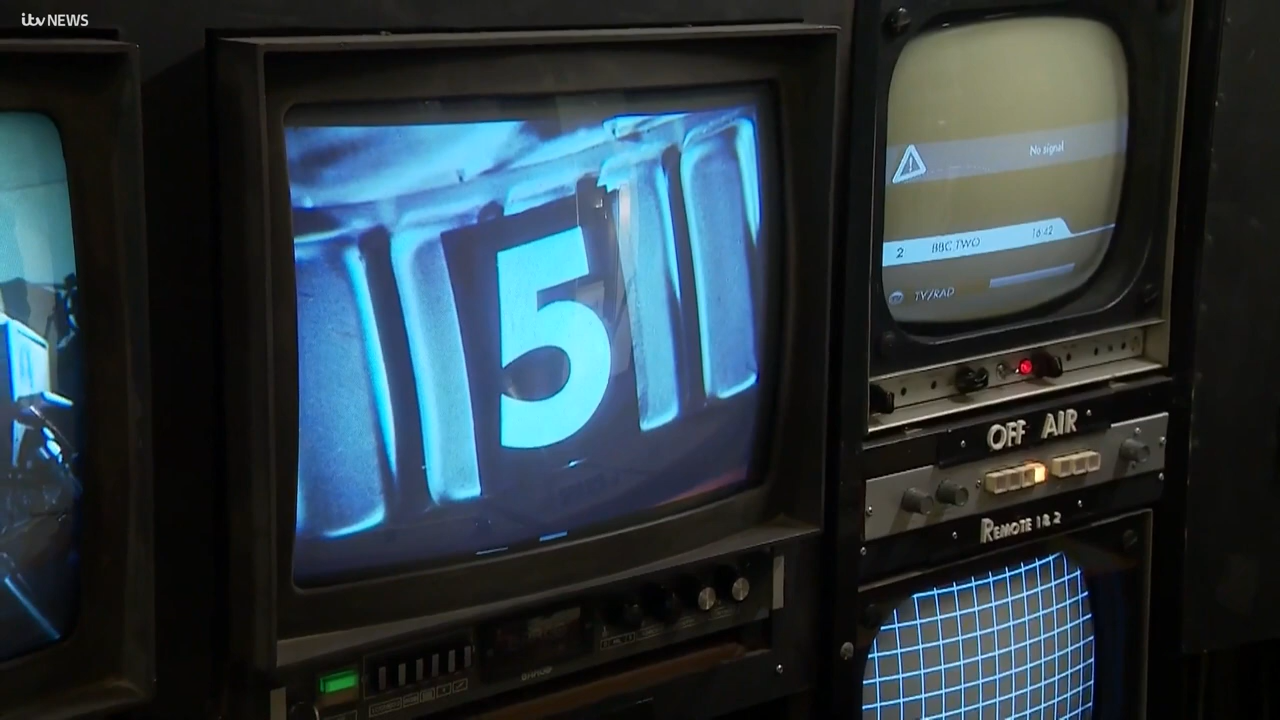 itv NEWS
5
No signal
2 BBC TWO 16:42
TV/RAD
OFF AIR
REMOTE 1 & 2